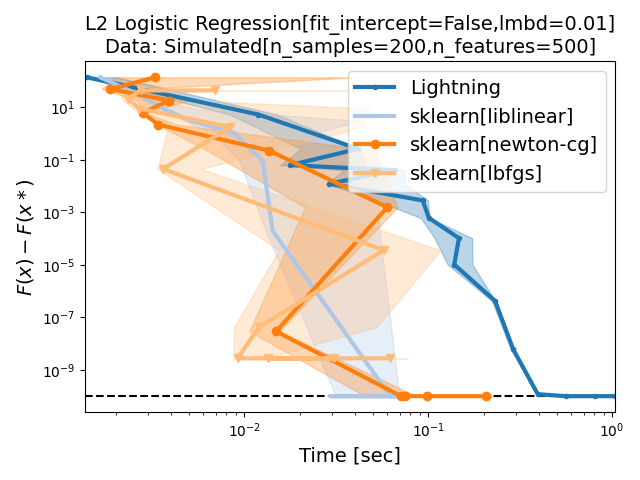 L2 Logistic Regression[fit_intercept=False,lmbd=0.01]
Data: Simulated[n_samples=200,n_features=500]
Lightning
sklearn[liblinear]
sklearn[newton-cg]
sklearn[lbfgs]
F(x) − F(x*)
10¹
10⁻¹
10⁻³
10⁻⁵
10⁻⁷
10⁻⁹
10⁻²
10⁻¹
10⁰
Time [sec]